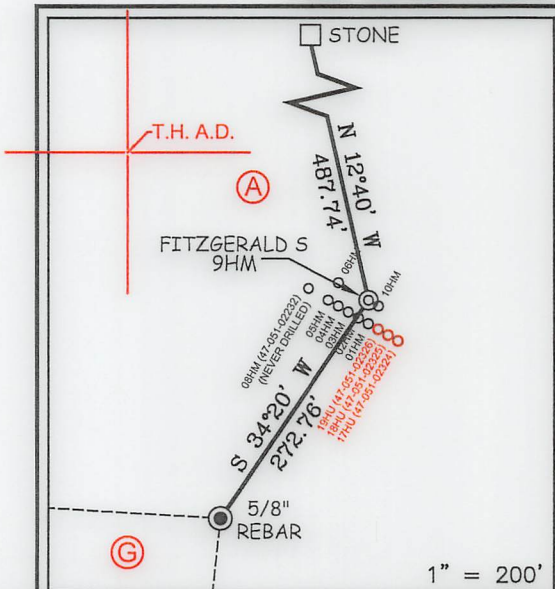 STONE
T.H. A.D.
N 12°40' W
487.74'
A
FITZGERALD S
9HM
06HM
10HM
08HM (47-051-02232)
(NEVER DRILLED)
05HM
04HM
03HM
02HM
01HM
19HU (47-051-02326)
18HU (47-051-02325)
17HU (47-051-02324)
S 34°20' W
272.76'
5/8"
REBAR
G
1" = 200'